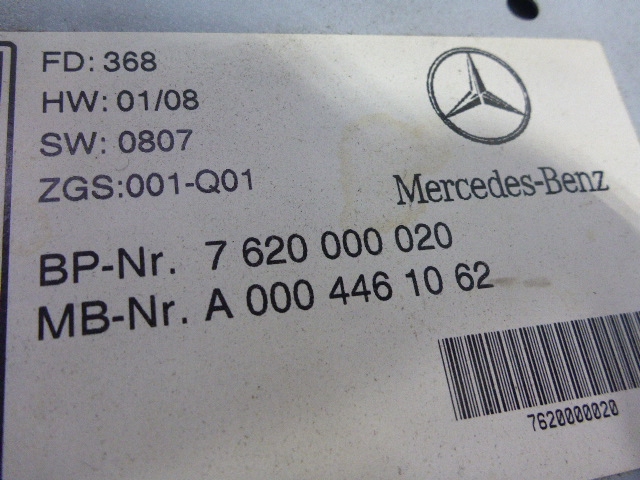 FD: 368
HW: 01/08
SW: 0807
ZGS:001-Q01
Mercedes-Benz
BP-Nr. 7 620 000 020
MB-Nr. A 000 446 10 62
7620000020